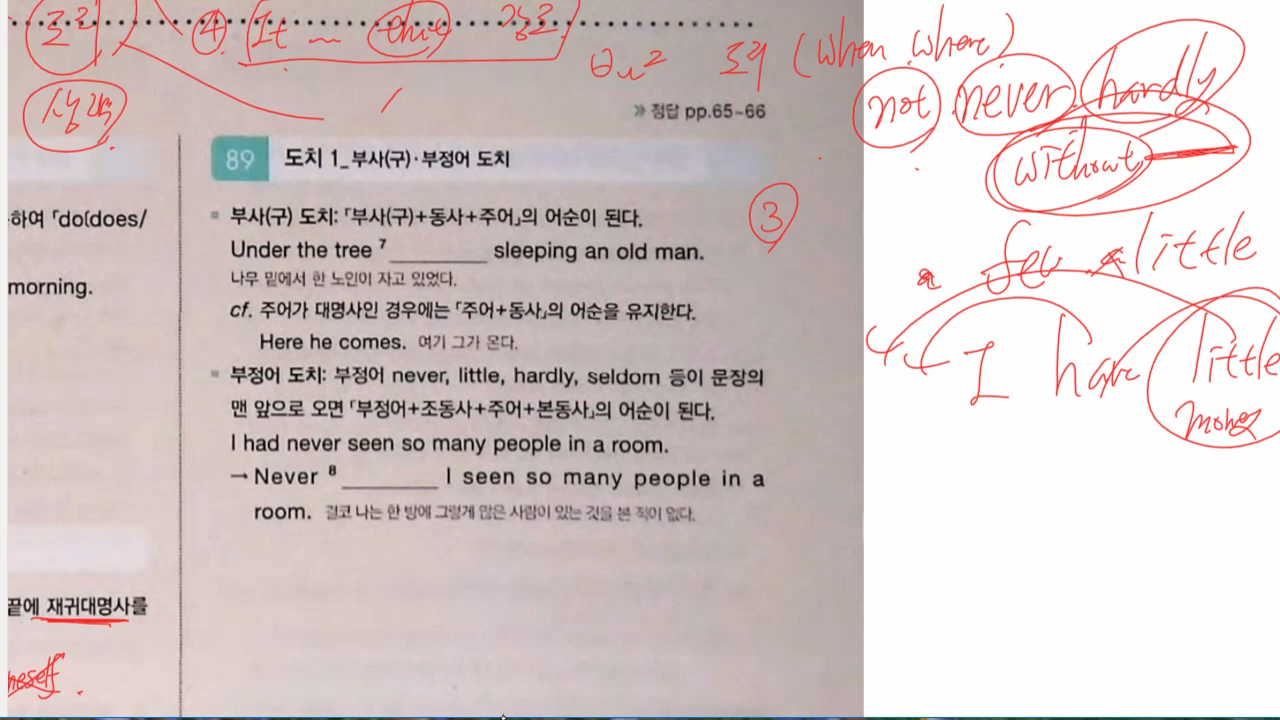 도치 ④ It ~ that 강조
생략
도치 (when where)
» 정답 pp.65~66
not never hardly
without
89 도치 1_부사(구)·부정어 도치
하여 「do(does/
morning.
▪ 부사(구) 도치: 「부사(구)+동사+주어」의 어순이 된다.
③
Under the tree ⁷ ________ sleeping an old man.
나무 밑에서 한 노인이 자고 있었다.
cf. 주어가 대명사인 경우에는 「주어+동사」의 어순을 유지한다.
Here he comes. 여기 그가 온다.
▪ 부정어 도치: 부정어 never, little, hardly, seldom 등이 문장의
맨 앞으로 오면 「부정어+조동사+주어+본동사」의 어순이 된다.
I had never seen so many people in a room.
→ Never ⁸ ________ I seen so many people in a
room. 결코 나는 한 방에 그렇게 많은 사람이 있는 것을 본 적이 없다.
a few a little
I have little
money
끝에 재귀대명사를
neself